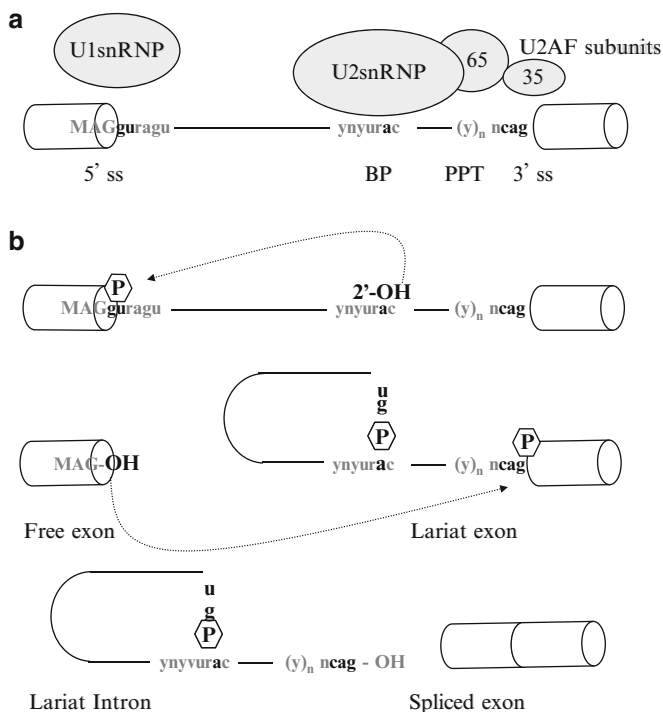 a
U1snRNP
U2snRNP
65
35
U2AF subunits
MAGguragu
ynyurac
(y)n ncag
5' ss
BP
PPT
3' ss
b
P
2'-OH
MAGguragu
ynyurac
(y)n ncag
u
g
P
P
MAG-OH
ynyurac
(y)n ncag
Free exon
Lariat exon
u
g
P
ynyvurac
(y)n ncag - OH
Lariat Intron
Spliced exon